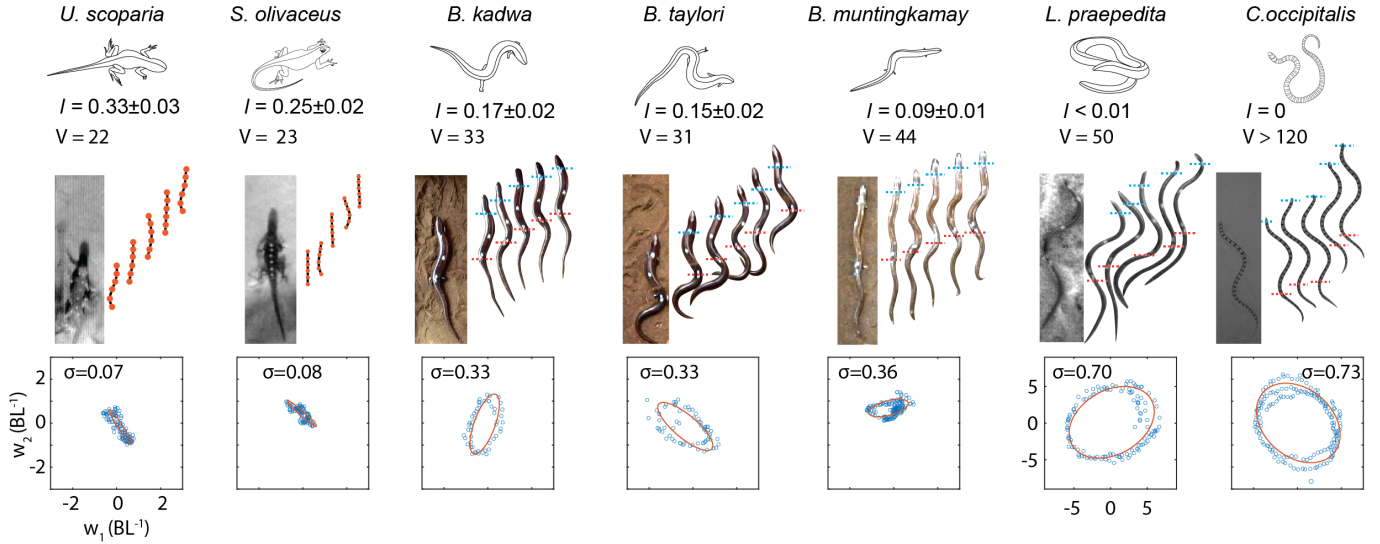 U. scoparia
S. olivaceus
B. kadwa
B. taylori
B. muntingkamay
L. praepedita
C.occipitalis
I = 0.33±0.03
I = 0.25±0.02
I = 0.17±0.02
I = 0.15±0.02
I = 0.09±0.01
I < 0.01
I = 0
V = 22
V = 23
V = 33
V = 31
V = 44
V = 50
V > 120
σ=0.07
σ=0.08
σ=0.33
σ=0.33
σ=0.36
σ=0.70
σ=0.73
w2 (BL-1)
2
0
-2
5
0
-5
-2 0 2
-5 0 5
w1 (BL-1)